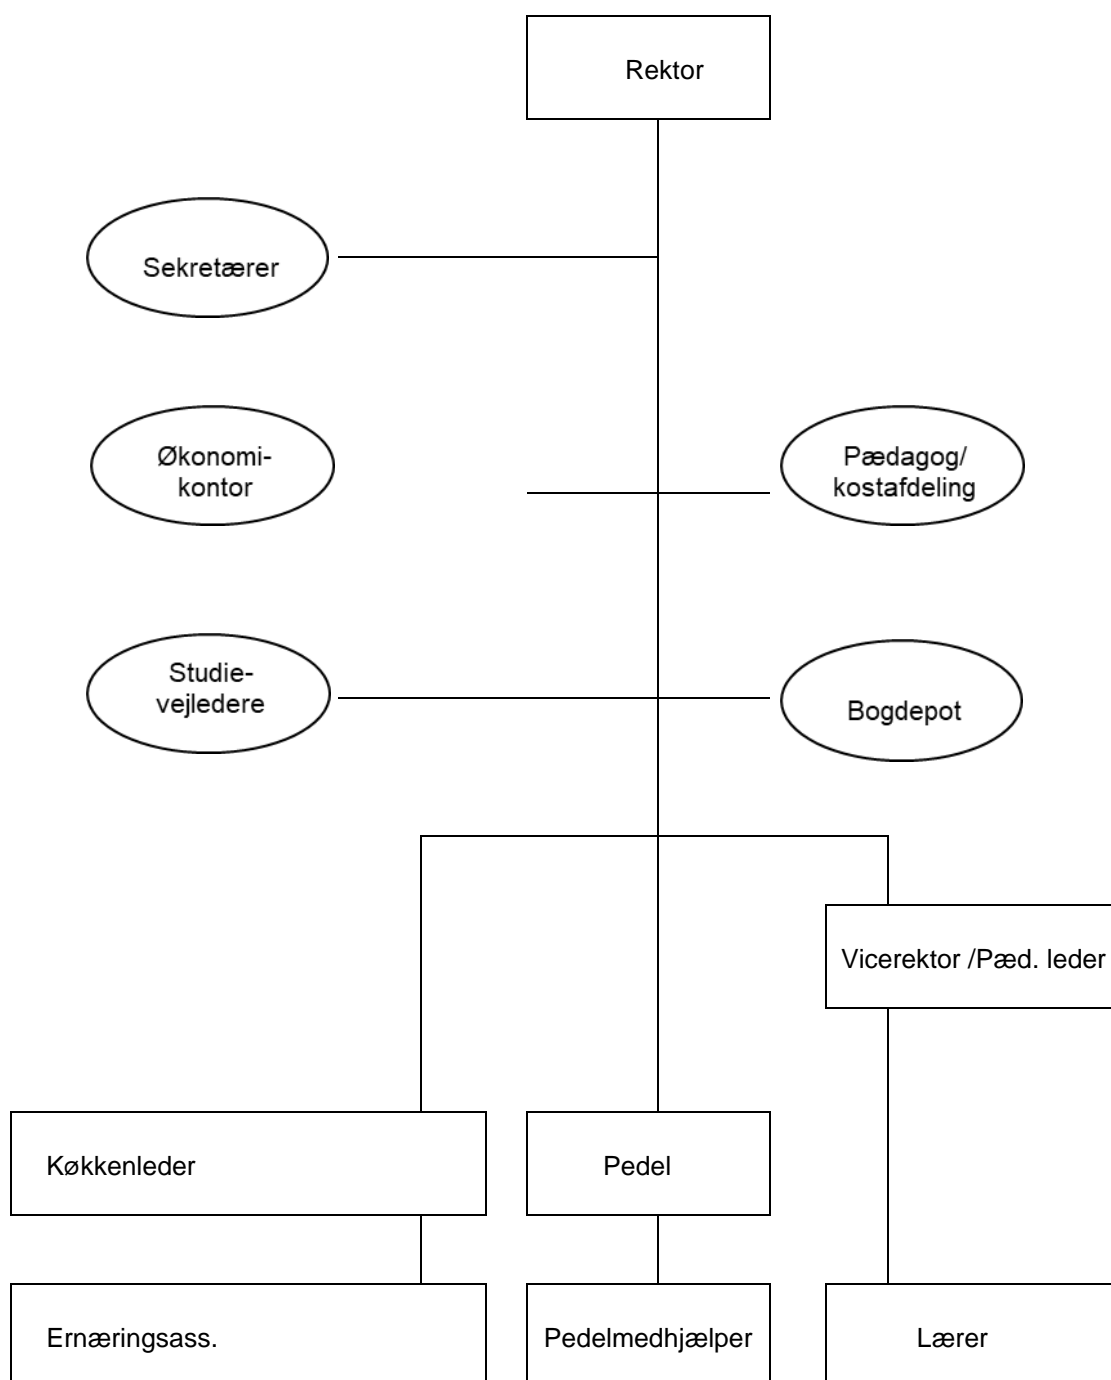 Rektor
Sekretærer
Økonomi-
kontor
Pædagog/
kostafdeling
Studie-
vejledere
Bogdepot
Vicerektor /Pæd. leder
Køkkenleder
Pedel
Ernæringsass.
Pedelmedhjælper
Lærer